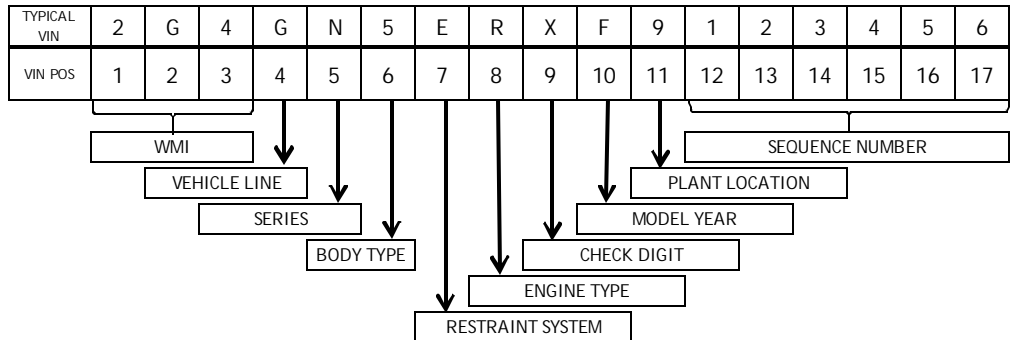 TYPICAL VIN 2 G 4 G N 5 E R X F 9 1 2 3 4 5 6
VIN POS 1 2 3 4 5 6 7 8 9 10 11 12 13 14 15 16 17
WMI SEQUENCE NUMBER
VEHICLE LINE PLANT LOCATION
SERIES MODEL YEAR
BODY TYPE CHECK DIGIT
ENGINE TYPE
RESTRAINT SYSTEM